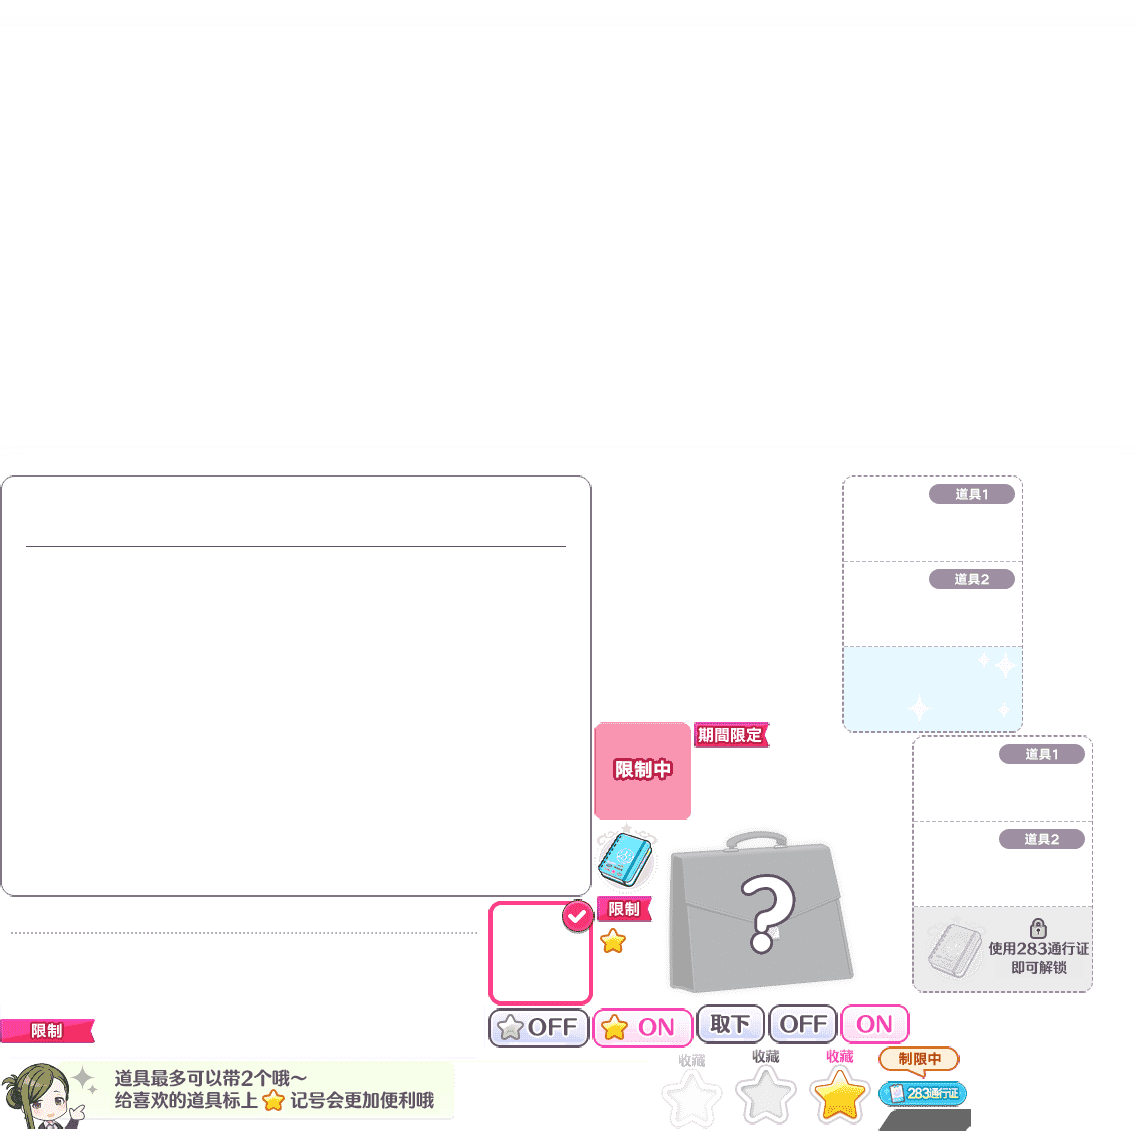 道具1
道具2
期間限定
限制中
道具1
道具2
使用283通行证
即可解锁
限制
OFF
ON
取下
OFF
ON
限制
收藏
收藏
收藏
制限中
283通行证
道具最多可以带2个哦～
给喜欢的道具标上 记号会更加便利哦